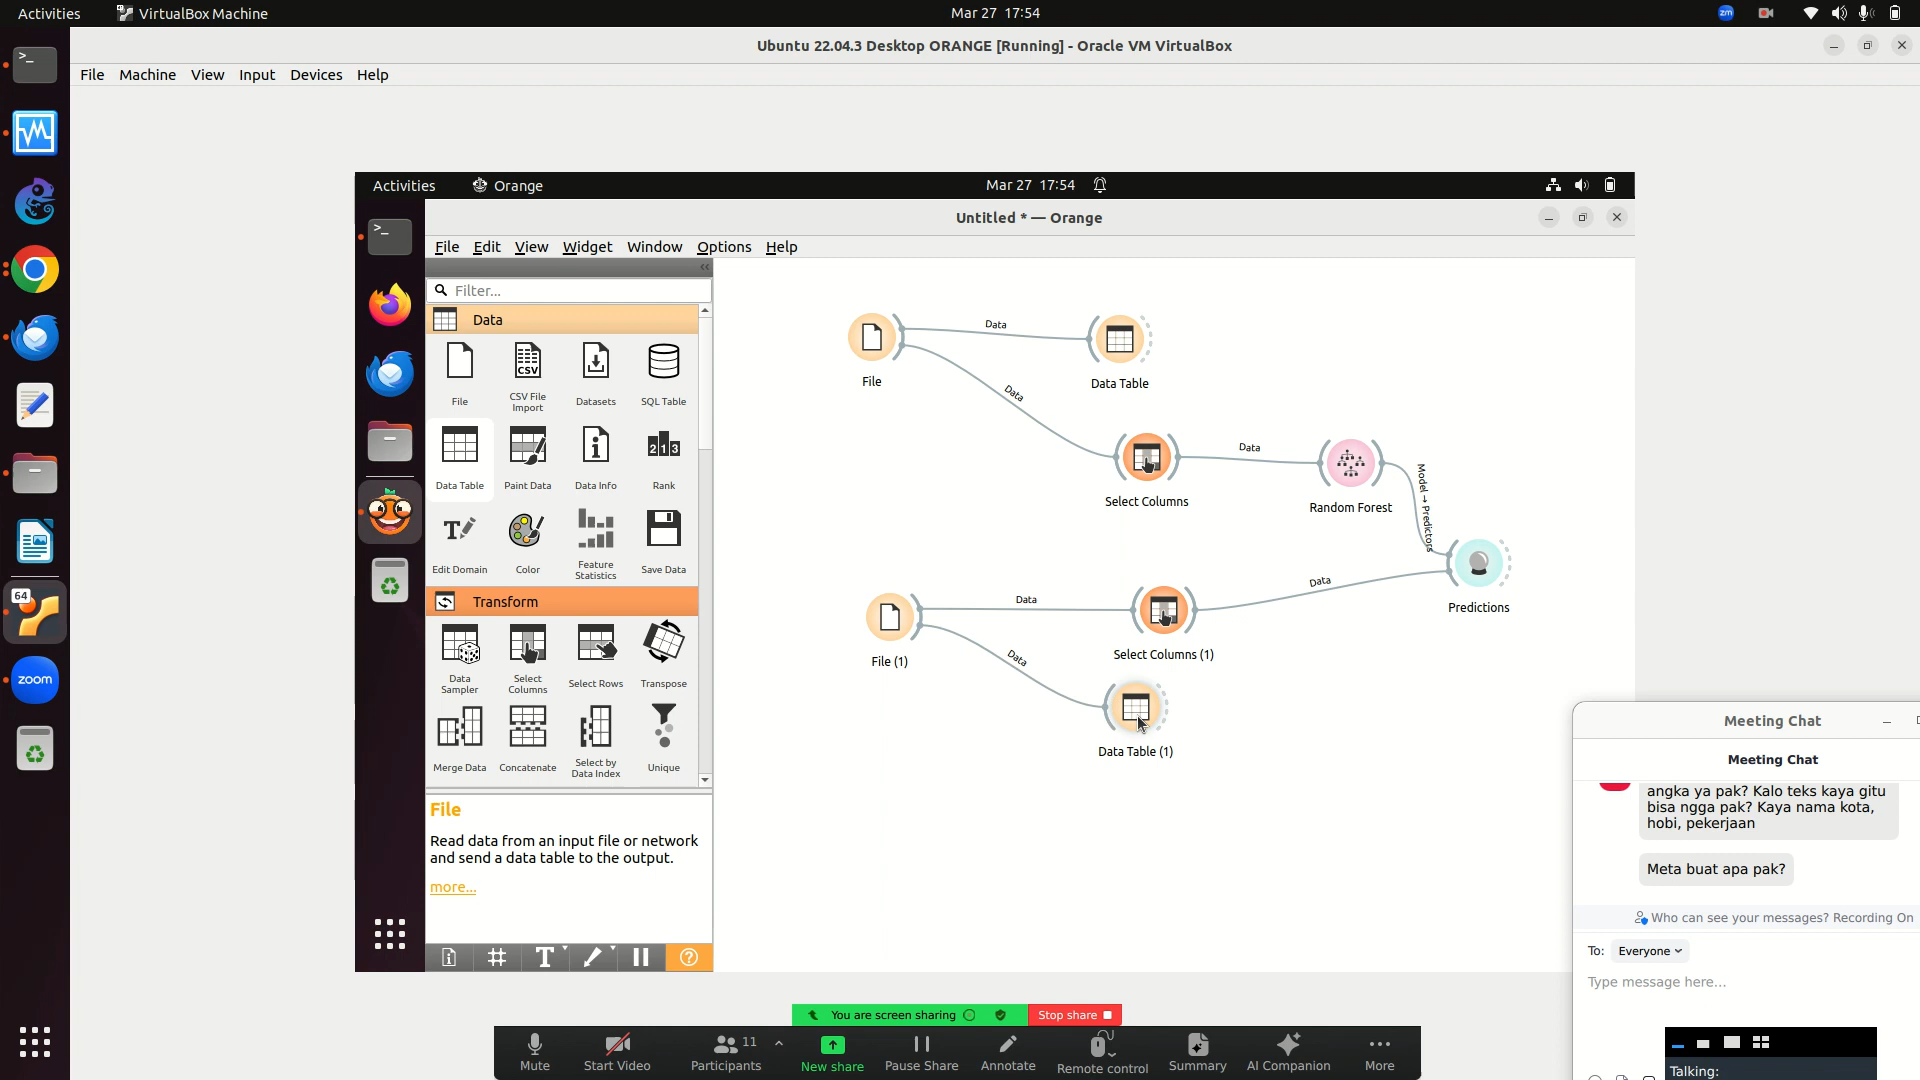 Activities
VirtualBox Machine
Mar 27 17:54
zm
Ubuntu 22.04.3 Desktop ORANGE [Running] - Oracle VM VirtualBox
File Machine View Input Devices Help
Activities
Orange
Mar 27 17:54
Untitled * — Orange
File Edit View Widget Window Options Help
Filter...
Data
File
CSV
CSV File
Import
Datasets
SQL Table
Data Table
Paint Data
Data Info
Rank
Edit Domain
Color
Feature
Statistics
Save Data
Transform
Data
Sampler
Select
Columns
Select Rows
Transpose
Merge Data
Concatenate
Select by
Data Index
Unique
File
Read data from an input file or network
and send a data table to the output.
more...
Data
File
Data Table
Data
Data
Select Columns
Random Forest
Model → Predictors
Data
Predictions
Data
File (1)
Select Columns (1)
Data
Data Table (1)
64
zoom
Meeting Chat
Meeting Chat
angka ya pak? Kalo teks kaya gitu
bisa ngga pak? Kaya nama kota,
hobi, pekerjaan
Meta buat apa pak?
Who can see your messages? Recording On
To: Everyone
Type message here...
Talking:
You are screen sharing
Stop share
Mute
Start Video
11
Participants
New share
Pause Share
Annotate
Remote control
Summary
AI Companion
More